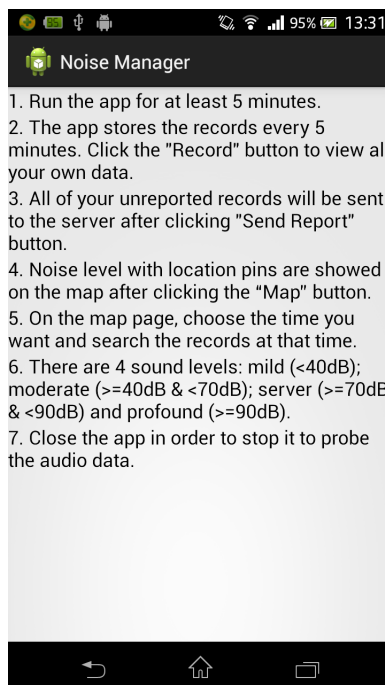 85 95% 13:31
Noise Manager
1. Run the app for at least 5 minutes.
2. The app stores the records every 5
minutes. Click the "Record" button to view al
your own data.
3. All of your unreported records will be sent
to the server after clicking "Send Report"
button.
4. Noise level with location pins are showed
on the map after clicking the “Map” button.
5. On the map page, choose the time you
want and search the records at that time.
6. There are 4 sound levels: mild (<40dB);
moderate (>=40dB & <70dB); server (>=70dB
& <90dB) and profound (>=90dB).
7. Close the app in order to stop it to probe
the audio data.